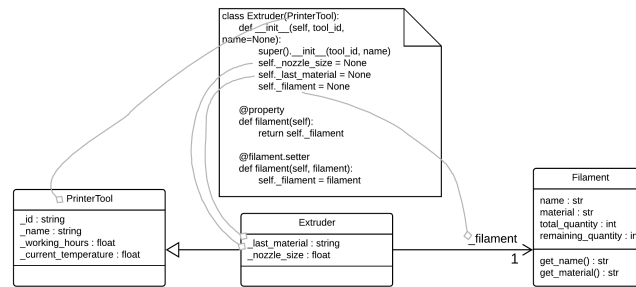 class Extruder(PrinterTool):
def __init__(self, tool_id,
name=None):
super().__init__(tool_id, name)
self._nozzle_size = None
self._last_material = None
self._filament = None
@property
def filament(self):
return self._filament
@filament.setter
def filament(self, filament):
self._filament = filament
PrinterTool
_id : string
_name : string
_working_hours : float
_current_temperature : float
Extruder
_last_material : string
_nozzle_size : float
_filament
1
Filament
name : str
material : str
total_quantity : int
remaining_quantity : in
get_name() : str
get_material() : str